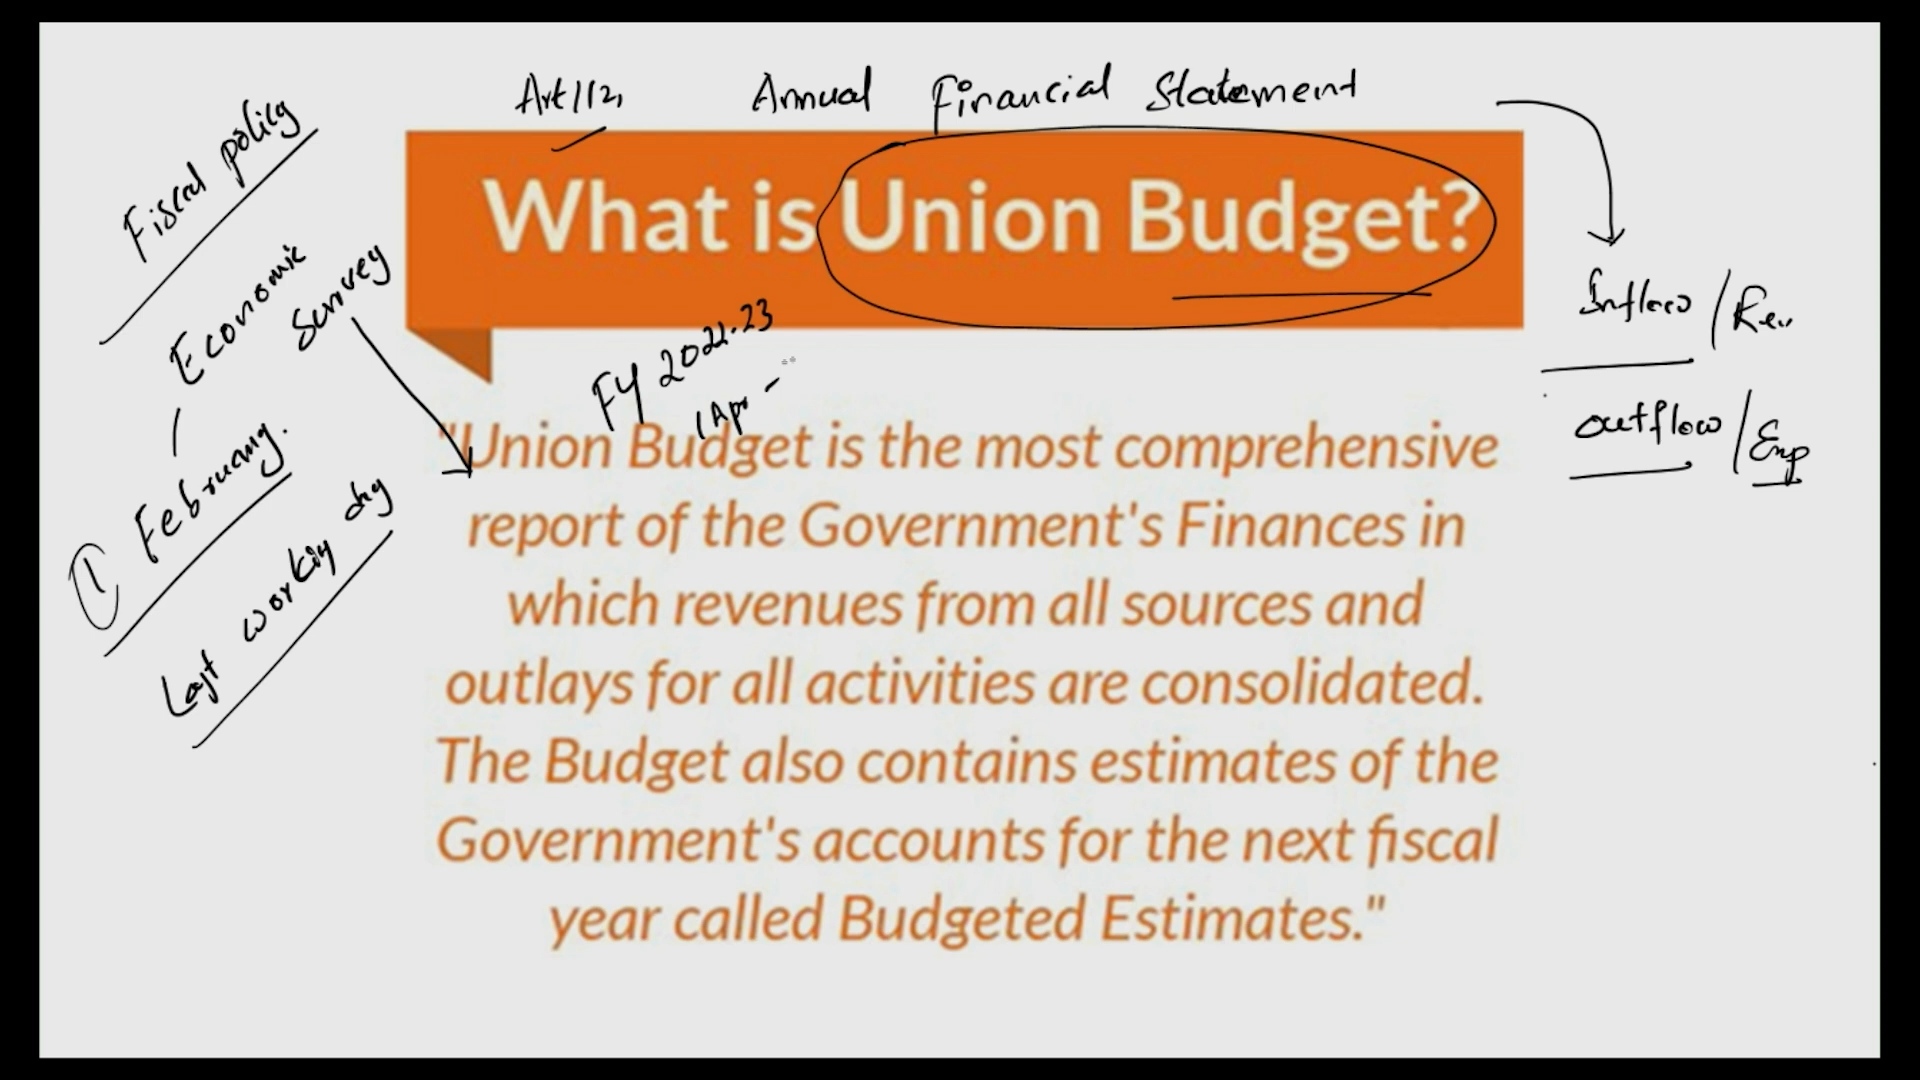 Art 112, Annual Financial Statement
Fiscal policy
What is Union Budget?
Economic
Survey
Inflow / Rev
Outflow / Exp
FY 2022-23
1 Apr -
1 February.
Last working day
"Union Budget is the most comprehensive
report of the Government's Finances in
which revenues from all sources and
outlays for all activities are consolidated.
The Budget also contains estimates of the
Government's accounts for the next fiscal
year called Budgeted Estimates."